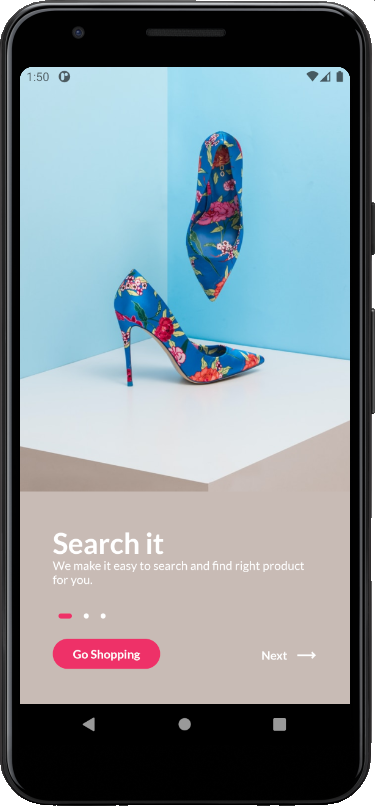 1:50
Search it
We make it easy to search and find right product
for you.
Go Shopping
Next